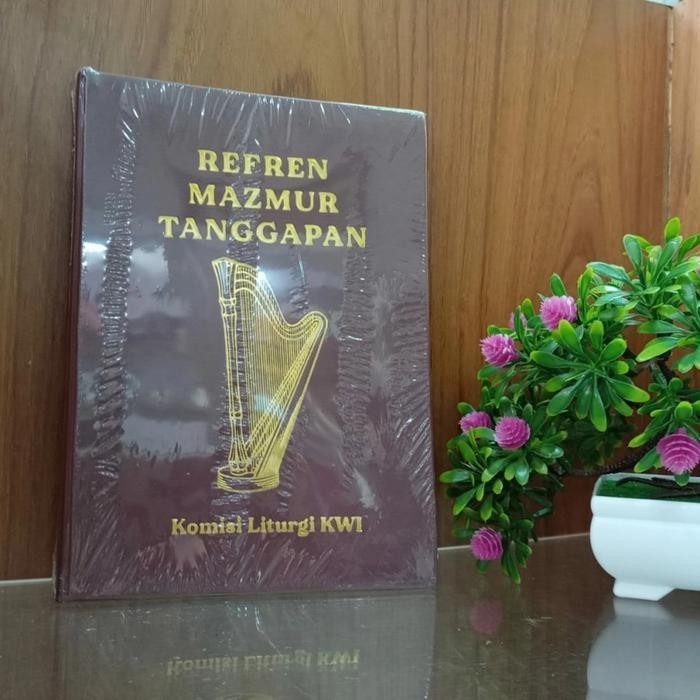 REFREN
MAZMUR
TANGGAPAN
Komisi Liturgi KWI